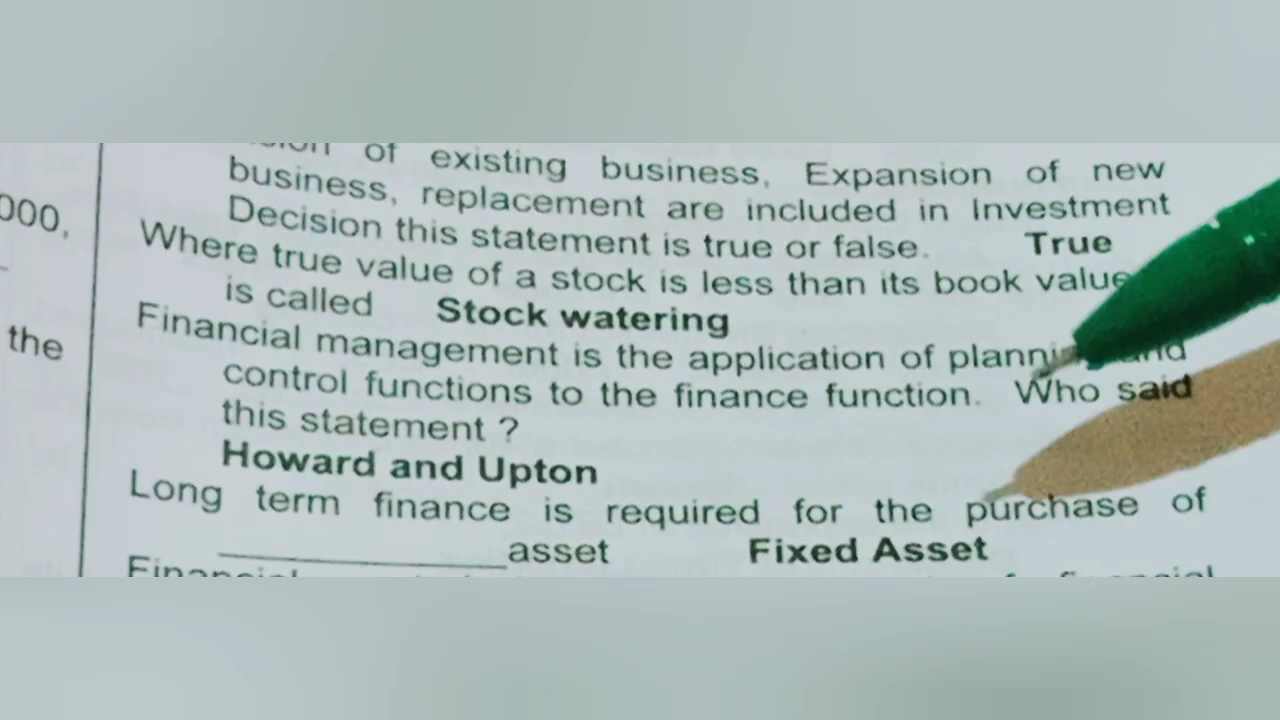 of existing business, Expansion of new
000,
business, replacement are included in Investment
Decision this statement is true or false. True
Where true value of a stock is less than its book value
is called Stock watering
the
Financial management is the application of planning and
control functions to the finance function. Who said
this statement ?
Howard and Upton
Long term finance is required for the purchase of
____________ asset Fixed Asset